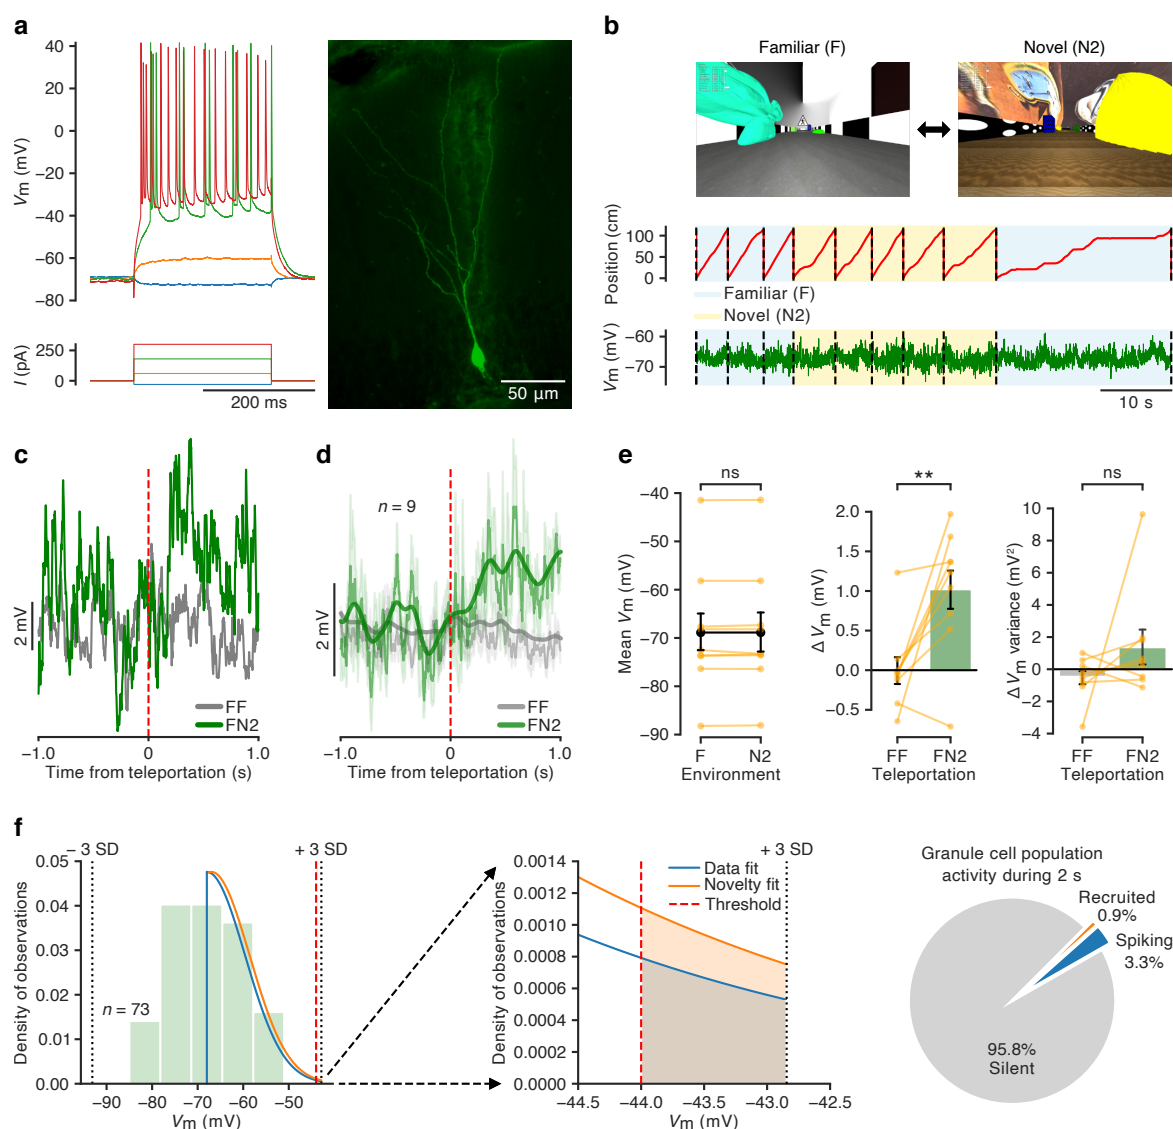 a
40
0
−40
−60
−80
Vm (mV)
250
0
I (pA)
200 ms
50 µm
b
Familiar (F)
Novel (N2)
100
50
0
Position (cm)
Familiar (F)
Novel (N2)
−60
−70
Vm (mV)
10 s
c
2 mV
FF
FN2
−1.0
0
1.0
Time from teleportation (s)
d
n = 9
2 mV
FF
FN2
−1.0
0
1.0
Time from teleportation (s)
e
ns
−40
−50
−60
−70
−80
−90
Mean Vm (mV)
F
N2
Environment
**
2.0
1.5
1.0
0.5
0.0
−0.5
Δ Vm (mV)
FF
FN2
Teleportation
ns
10
8
6
4
2
0
−2
−4
Δ Vm variance (mV²)
FF
FN2
Teleportation
f
− 3 SD
+ 3 SD
0.05
0.04
0.03
0.02
0.01
0.00
Density of observations
n = 73
−90
−80
−70
−60
−50
Vm (mV)
+ 3 SD
0.0014
0.0012
0.0010
0.0008
0.0006
0.0004
0.0002
0.0000
Density of observations
Data fit
Novelty fit
Threshold
−44.5
−44.0
−43.5
−43.0
−42.5
Vm (mV)
Granule cell population
activity during 2 s
Recruited
0.9%
Spiking
3.3%
95.8%
Silent